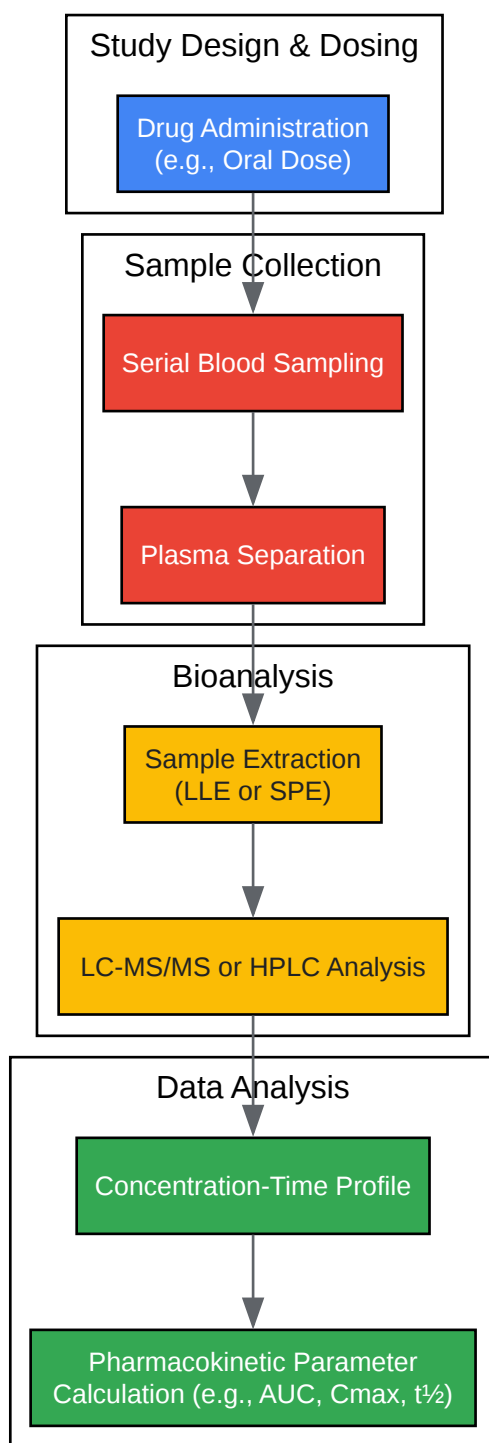 Study Design & Dosing
Drug Administration
(e.g., Oral Dose)
Sample Collection
Serial Blood Sampling
Plasma Separation
Bioanalysis
Sample Extraction
(LLE or SPE)
LC-MS/MS or HPLC Analysis
Data Analysis
Concentration-Time Profile
Pharmacokinetic Parameter
Calculation (e.g., AUC, Cmax, t½)